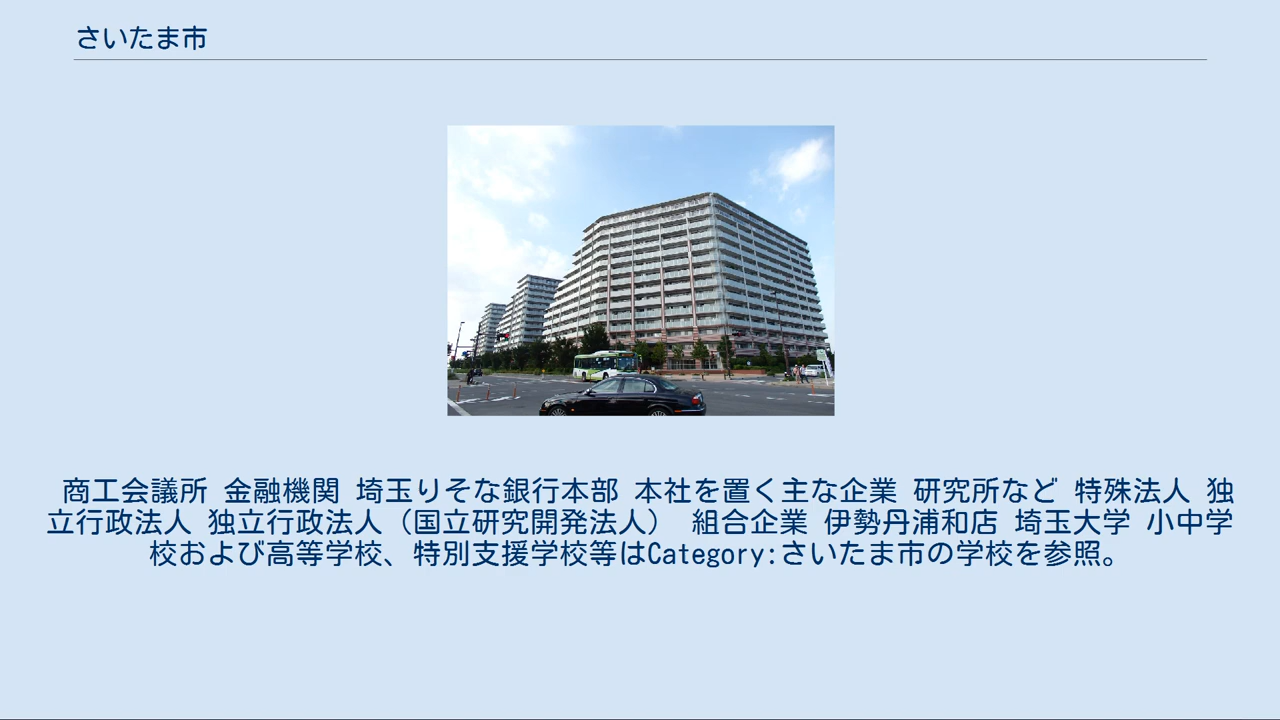 さいたま市
商工会議所 金融機関 埼玉りそな銀行本部 本社を置く主な企業 研究所など 特殊法人 独
立行政法人 独立行政法人（国立研究開発法人） 組合企業 伊勢丹浦和店 埼玉大学 小中学
校および高等学校、特別支援学校等はCategory:さいたま市の学校を参照。